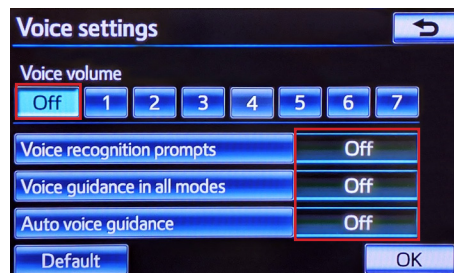 Voice settings
Voice volume
Off 1 2 3 4 5 6 7
Voice recognition prompts Off
Voice guidance in all modes Off
Auto voice guidance Off
Default OK